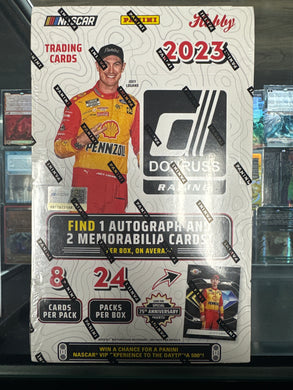 NASCAR
PANINI
Hobby
TRADING
CARDS
2023
JOEY
LOGANO
PENNZOIL
DONRUSS
RACING
FIND 1 AUTOGRAPH AND
2 MEMORABILIA CARDS
PER BOX, ON AVERAGE
8
CARDS
PER PACK
24
PACKS
PER BOX
SPECIAL
75TH ANNIVERSARY
WIN A CHANCE FOR A PANINI
NASCAR VIP EXPERIENCE TO THE DAYTONA 500!